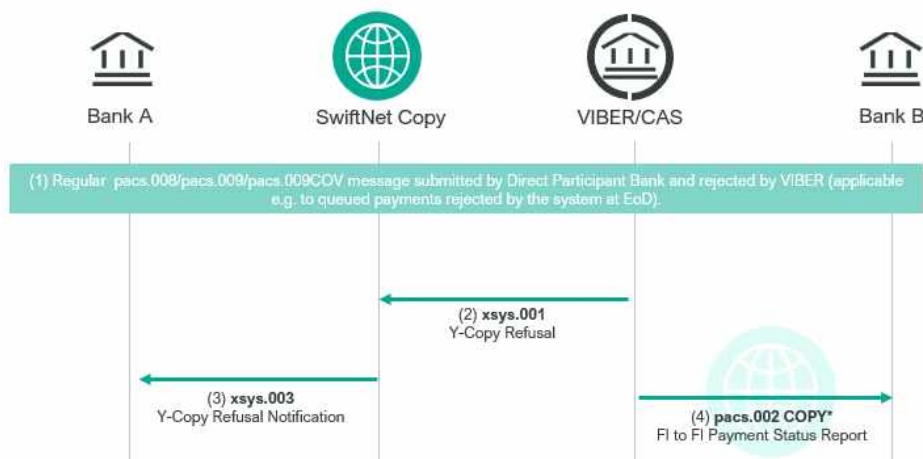 Bank A
SwiftNet Copy
VIBER/CAS
Bank B
(1) Regular pacs.008/pacs.009/pacs.009COV message submitted by Direct Participant Bank and rejected by VIBER (applicable
e.g. to queued payments rejected by the system at EoD).
(2) xsys.001
Y-Copy Refusal
(3) xsys.003
Y-Copy Refusal Notification
(4) pacs.002 COPY*
FI to FI Payment Status Report